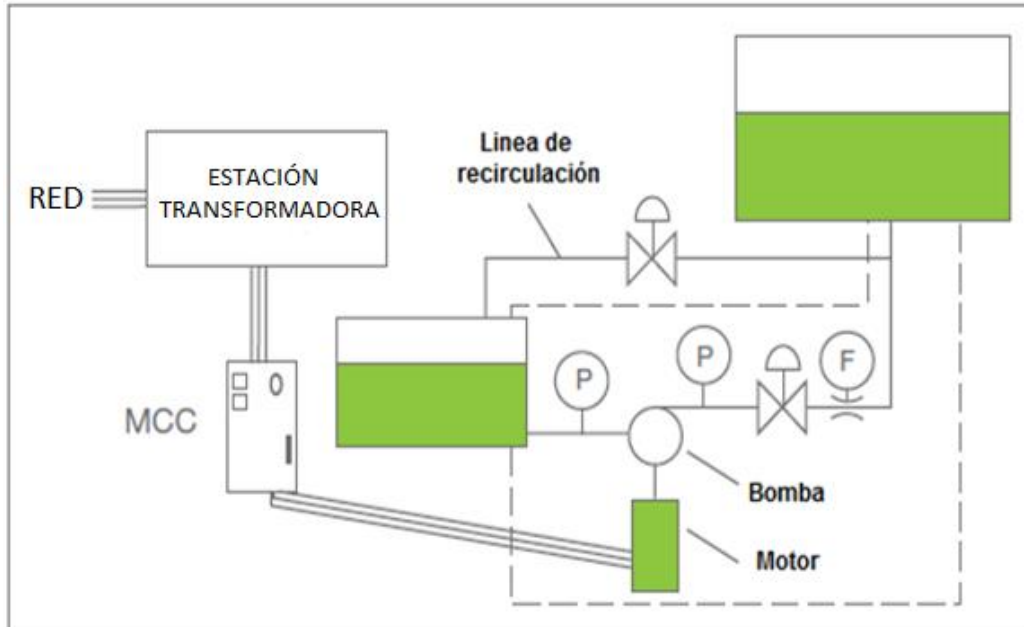 Linea de
recirculación
RED
ESTACIÓN
TRANSFORMADORA
MCC
P
P
F
Bomba
Motor